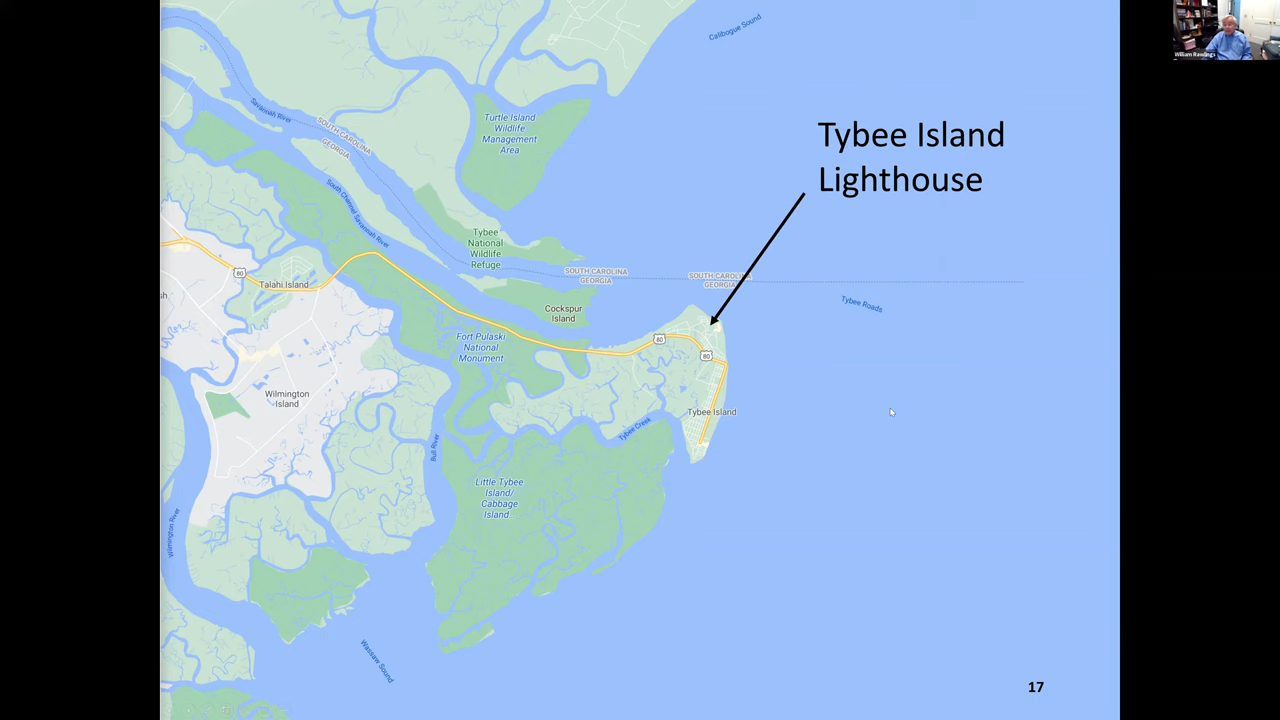 Calibogue Sound
William Rawlings
Savannah River
SOUTH CAROLINA
GEORGIA
Turtle Island
Wildlife
Management
Area
Tybee Island
Lighthouse
South Channel Savannah River
Tybee
National
Wildlife
Refuge
80
Talahi Island
SOUTH CAROLINA
GEORGIA
SOUTH CAROLINA
GEORGIA
Tybee Roads
sh
Cockspur
Island
80
80
Fort Pulaski
National
Monument
Wilmington
Island
Tybee Island
Tybee Creek
Bull River
Little Tybee
Island/
Cabbage
Island
Wilmington River
Wassaw Sound
17